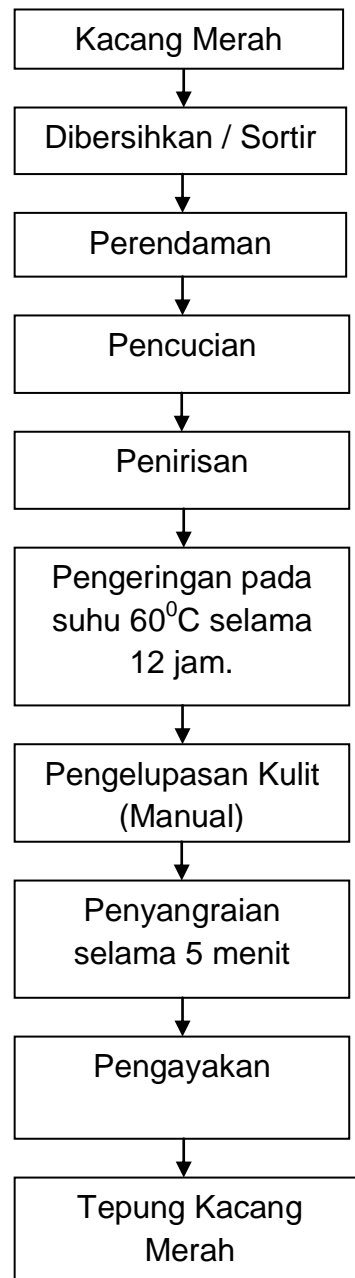 Kacang Merah
Dibersihkan / Sortir
Perendaman
Pencucian
Penirisan
Pengeringan pada
suhu 60⁰C selama
12 jam.
Pengelupasan Kulit
(Manual)
Penyangraian
selama 5 menit
Pengayakan
Tepung Kacang
Merah